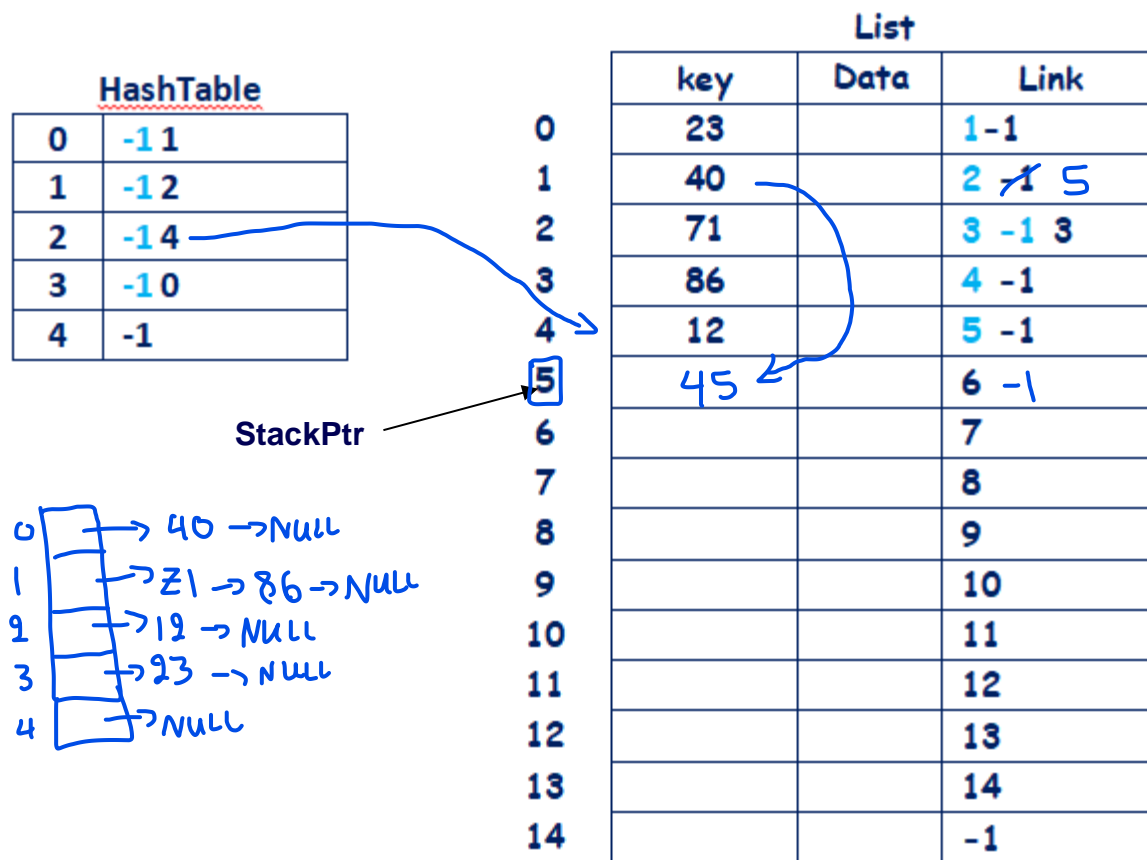 List
HashTable
key Data Link
0 -1 1
1 -1 2
2 -1 4
3 -1 0
4 -1
0 23 1 -1
1 40 2 -1 5
2 71 3 -1 3
3 86 4 -1
4 12 5 -1
5 45 6 -1
6 7
7 8
8 9
9 10
10 11
11 12
12 13
13 14
14 -1
StackPtr
0 → 40 → NULL
1 → Z1 → 86 → NULL
2 → 12 → NULL
3 → 23 → NULL
4 → NULL